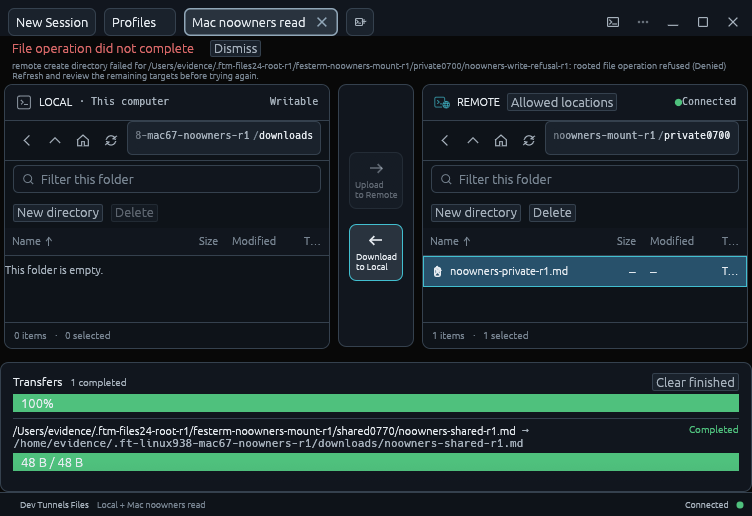 New Session Profiles Mac noowners read
File operation did not complete Dismiss
remote create directory failed for /Users/evidence/.ftm-files24-root-r1/festerm-noowners-mount-r1/private0700/noowners-write-refusal-r1: rooted file operation refused (Denied)
Refresh and review the remaining targets before trying again.
LOCAL · This computer Writable
8-mac67-noowners-r1 /downloads
Filter this folder
New directory Delete
Name ↑ Size Modified T…
This folder is empty.
0 items · 0 selected
Upload
to Remote
Download
to Local
REMOTE Allowed locations Connected
noowners-mount-r1 /private0700
Filter this folder
New directory Delete
Name ↑ Size Modified T…
noowners-private-r1.md — — T…
1 items · 1 selected
Transfers 1 completed Clear finished
100%
/Users/evidence/.ftm-files24-root-r1/festerm-noowners-mount-r1/shared0770/noowners-shared-r1.md → Completed
/home/evidence/.ft-linux938-mac67-noowners-r1/downloads/noowners-shared-r1.md
48 B / 48 B
Dev Tunnels Files Local + Mac noowners read Connected